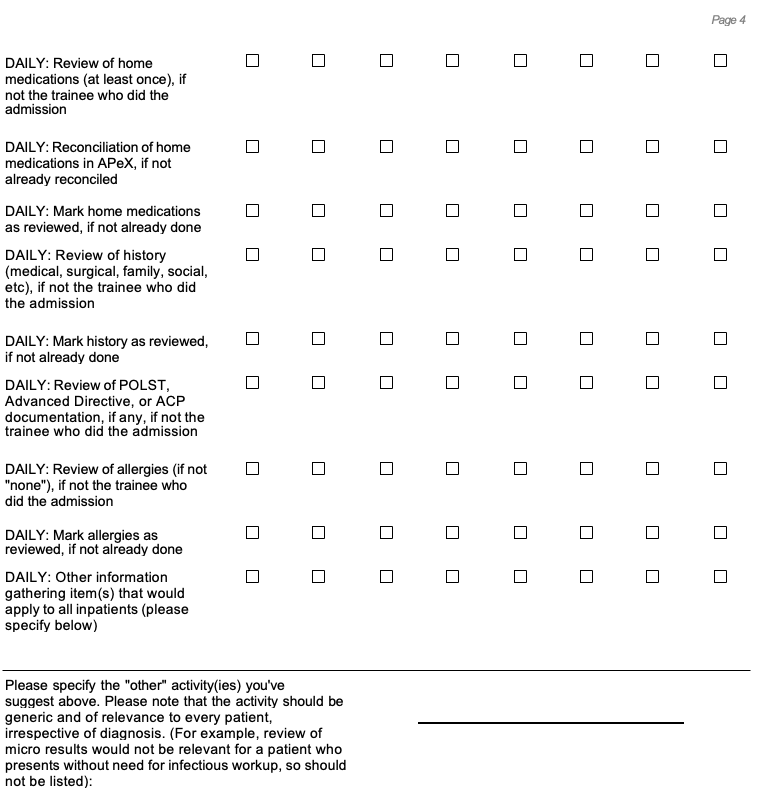 Page 4
DAILY: Review of home
medications (at least once), if
not the trainee who did the
admission
DAILY: Reconciliation of home
medications in APeX, if not
already reconciled
DAILY: Mark home medications
as reviewed, if not already done
DAILY: Review of history
(medical, surgical, family, social,
etc), if not the trainee who did
the admission
DAILY: Mark history as reviewed,
if not already done
DAILY: Review of POLST,
Advanced Directive, or ACP
documentation, if any, if not the
trainee who did the admission
DAILY: Review of allergies (if not
"none"), if not the trainee who
did the admission
DAILY: Mark allergies as
reviewed, if not already done
DAILY: Other information
gathering item(s) that would
apply to all inpatients (please
specify below)
Please specify the "other" activity(ies) you've
suggest above. Please note that the activity should be
generic and of relevance to every patient,
irrespective of diagnosis. (For example, review of
micro results would not be relevant for a patient who
presents without need for infectious workup, so should
not be listed):